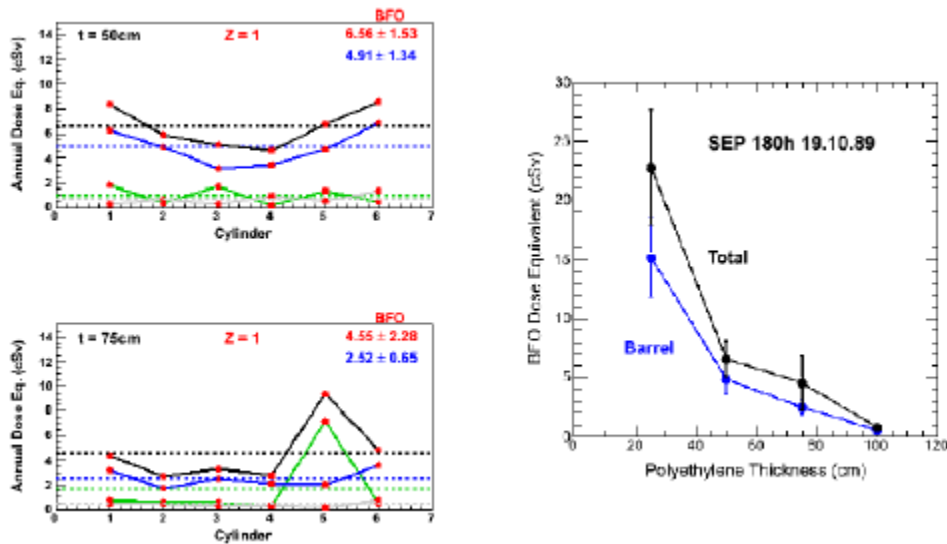 BFO
t = 50cm Z = 1 6.56 ± 1.53
4.91 ± 1.34
Annual Dose Eq. (cSv)
14
12
10
8
6
4
2
0
0 1 2 3 4 5 6 7
Cylinder
BFO
t = 75cm Z = 1 4.55 ± 2.28
2.52 ± 0.65
Annual Dose Eq. (cSv)
14
12
10
8
6
4
2
0
0 1 2 3 4 5 6 7
Cylinder
SEP 180h 19.10.89
Total
Barrel
BFO Dose Equivalent (cSv)
30
25
20
15
10
5
0
0 20 40 60 80 100 120
Polyethylene Thickness (cm)